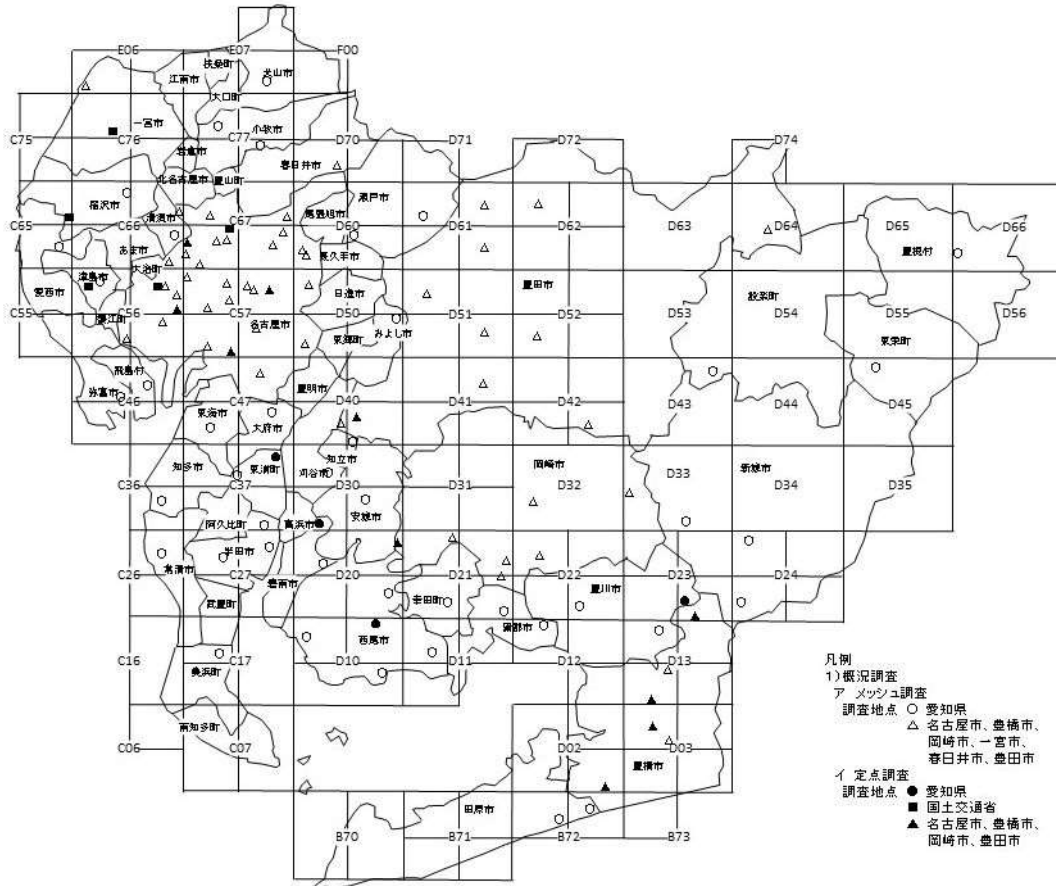 E06 E07 F00
扶桑町
犬山市
江南市
大口町
一宮市
小牧市
C75 C76 C77 D70 D71 D72 D74
岩倉市
春日井市
北名古屋市 豊山町
瀬戸市
稲沢市
清須市
尾張旭市
C65 C66 C67 D60 D61 D62 D63 D64 D65 D66
あま市
長久手市
豊根村
大治町
津島市
愛西市
日進市
豊田市
設楽町
蟹江町
名古屋市
C55 C56 C57 D50 D51 D52 D53 D54 D55 D56
みよし市
東郷町
東栄町
飛島村
弥富市
豊明市
C46 C47 D40 D41 D42 D43 D44 D45
東海市
大府市
知多市
東浦町
知立市
刈谷市
岡崎市
新城市
D33
C36 C37 D30 D31 D32 D34 D35
安城市
阿久比町
高浜市
半田市
常滑市
C26 C27 D20 D21 D22 D23 D24
碧南市
武豊町
幸田町
豊川市
蒲郡市
西尾市
C16 C17 D10 D11 D12 D13
美浜町
南知多町
C06 C07 D02 D03
豊橋市
田原市
B70 B71 B72 B73
凡例
1)概況調査
ア メッシュ調査
調査地点 ○ 愛知県
△ 名古屋市、豊橋市、
岡崎市、一宮市、
春日井市、豊田市
イ 定点調査
調査地点 ● 愛知県
■ 国土交通省
▲ 名古屋市、豊橋市、
岡崎市、豊田市